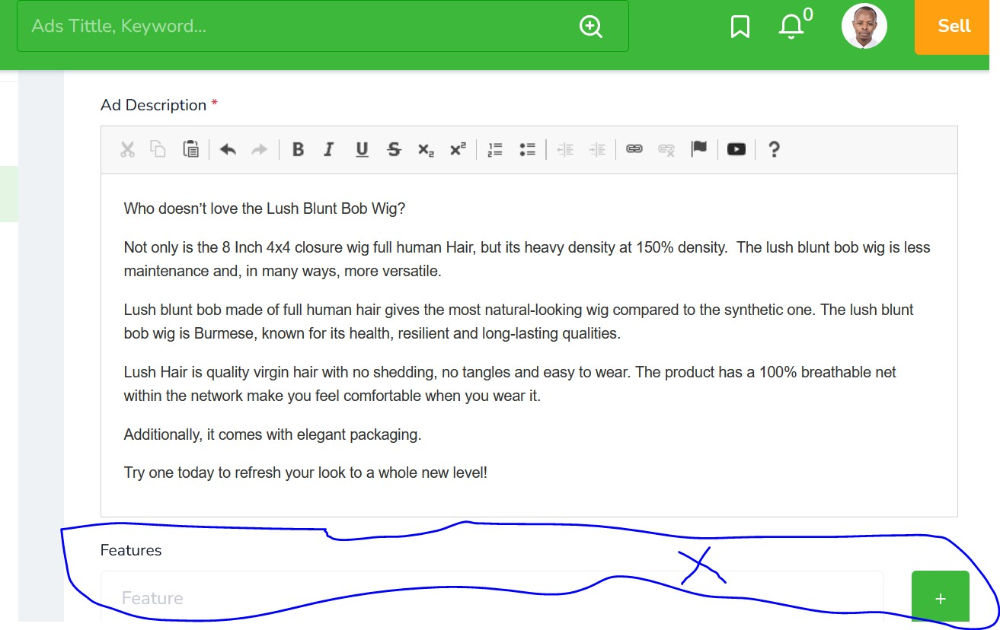 Ads Tittle, Keyword...
0
Sell
Ad Description *
B I U S x₂ x² ?
Who doesn’t love the Lush Blunt Bob Wig?
Not only is the 8 Inch 4x4 closure wig full human Hair, but its heavy density at 150% density.  The lush blunt bob wig is less
maintenance and, in many ways, more versatile.
Lush blunt bob made of full human hair gives the most natural-looking wig compared to the synthetic one. The lush blunt
bob wig is Burmese, known for its health, resilient and long-lasting qualities.
Lush Hair is quality virgin hair with no shedding, no tangles and easy to wear. The product has a 100% breathable net
within the network make you feel comfortable when you wear it.
Additionally, it comes with elegant packaging.
Try one today to refresh your look to a whole new level!
Features
X
Feature
+